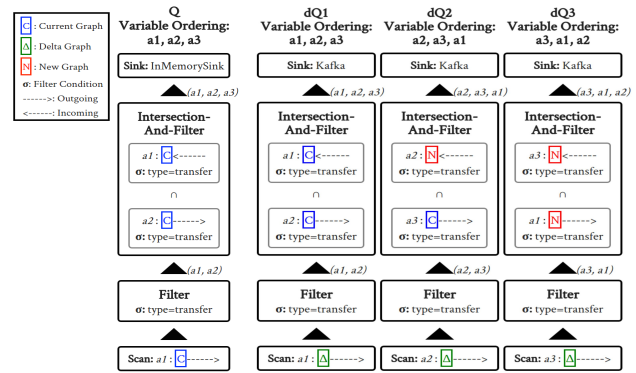 C : Current Graph
Δ : Delta Graph
N : New Graph
σ: Filter Condition
------>: Outgoing
<------: Incoming
Q
Variable Ordering:
a1, a2, a3
Sink: InMemorySink
(a1, a2, a3)
Intersection-
And-Filter
a1 : C<------
σ: type=transfer
∩
a2 : C------>
σ: type=transfer
(a1, a2)
Filter
σ: type=transfer
Scan: a1 : C------>
dQ1
Variable Ordering:
a1, a2, a3
Sink: Kafka
(a1, a2, a3)
Intersection-
And-Filter
a1 : C<------
σ: type=transfer
∩
a2 : C------>
σ: type=transfer
(a1, a2)
Filter
σ: type=transfer
Scan: a1 : Δ------>
dQ2
Variable Ordering:
a2, a3, a1
Sink: Kafka
(a2, a3, a1)
Intersection-
And-Filter
a2 : N<------
σ: type=transfer
∩
a3 : C------>
σ: type=transfer
(a2, a3)
Filter
σ: type=transfer
Scan: a2 : Δ------>
dQ3
Variable Ordering:
a3, a1, a2
Sink: Kafka
(a3, a1, a2)
Intersection-
And-Filter
a3 : N<------
σ: type=transfer
∩
a1 : N------>
σ: type=transfer
(a3, a1)
Filter
σ: type=transfer
Scan: a3 : Δ------>